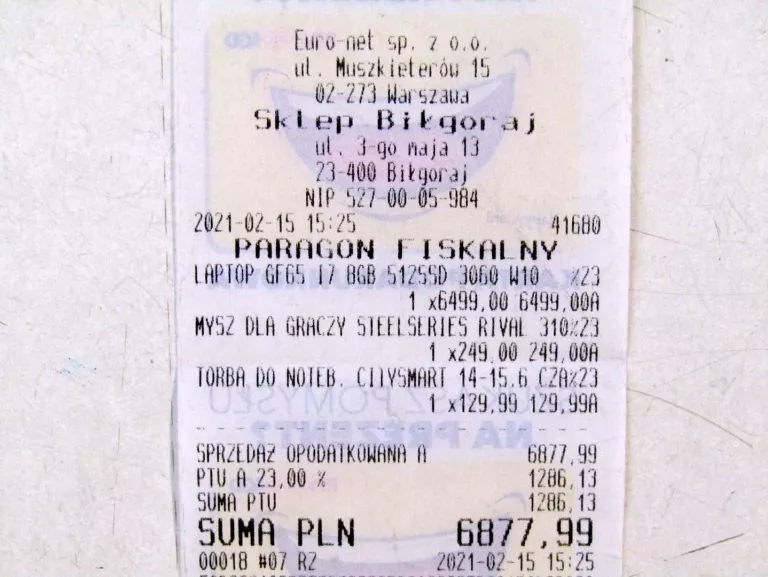 Euro-net sp. z o.o.
ul. Muszkieterów 15
02-273 Warszawa
Sklep Biłgoraj
ul. 3-go maja 13
23-400 Biłgoraj
NIP 527-00-05-984
2021-02-15 15:25 41680
PARAGON FISKALNY
LAPTOP GF65 I7 8GB 512SSD 3060 W10 %23
1 x6499,00 6499,00A
MYSZ DLA GRACZY STEELSERIES RIVAL 310%23
1 x249,00 249,00A
TORBA DO NOTEB. CITYSMART 14-15.6 CZA%23
1 x129,99 129,99A
SPRZEDAŻ OPODATKOWANA A 6877,99
PTU A 23,00 % 1286,13
SUMA PTU 1286,13
SUMA PLN 6877,99
00018 #07 RZ 2021-02-15 15:25